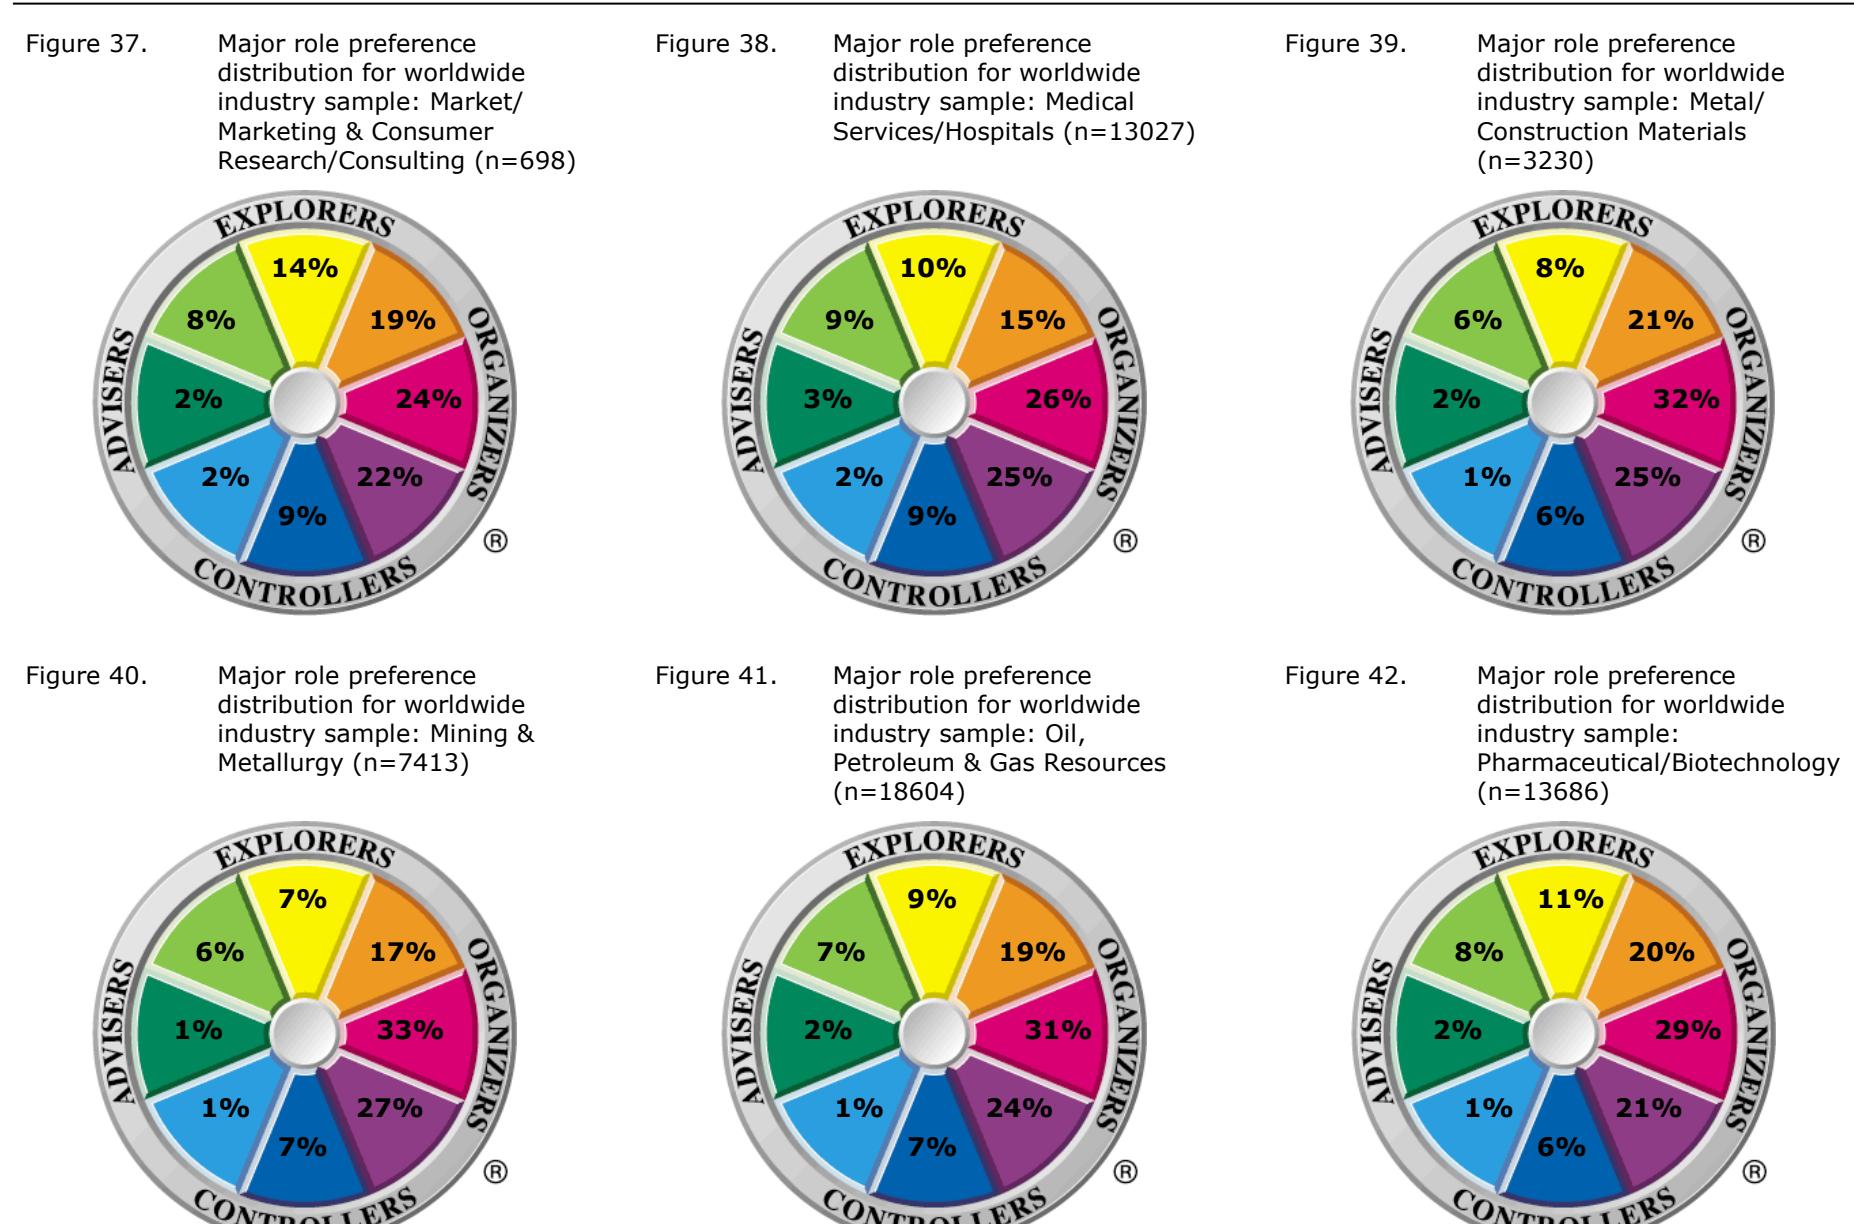 Figure 37.
Major role preference
distribution for worldwide
industry sample: Market/
Marketing & Consumer
Research/Consulting (n=698)
EXPLORERS
14%
8%
19%
ADVISERS
ORGANIZERS
2%
24%
2%
22%
9%
CONTROLLERS
®
Figure 38.
Major role preference
distribution for worldwide
industry sample: Medical
Services/Hospitals (n=13027)
EXPLORERS
10%
9%
15%
ADVISERS
ORGANIZERS
3%
26%
2%
25%
9%
CONTROLLERS
®
Figure 39.
Major role preference
distribution for worldwide
industry sample: Metal/
Construction Materials
(n=3230)
EXPLORERS
8%
6%
21%
ADVISERS
ORGANIZERS
2%
32%
1%
25%
6%
CONTROLLERS
®
Figure 40.
Major role preference
distribution for worldwide
industry sample: Mining &
Metallurgy (n=7413)
EXPLORERS
7%
6%
17%
ADVISERS
ORGANIZERS
1%
33%
1%
27%
7%
CONTROLLERS
®
Figure 41.
Major role preference
distribution for worldwide
industry sample: Oil,
Petroleum & Gas Resources
(n=18604)
EXPLORERS
9%
7%
19%
ADVISERS
ORGANIZERS
2%
31%
1%
24%
7%
CONTROLLERS
®
Figure 42.
Major role preference
distribution for worldwide
industry sample:
Pharmaceutical/Biotechnology
(n=13686)
EXPLORERS
11%
8%
20%
ADVISERS
ORGANIZERS
2%
29%
1%
21%
6%
CONTROLLERS
®